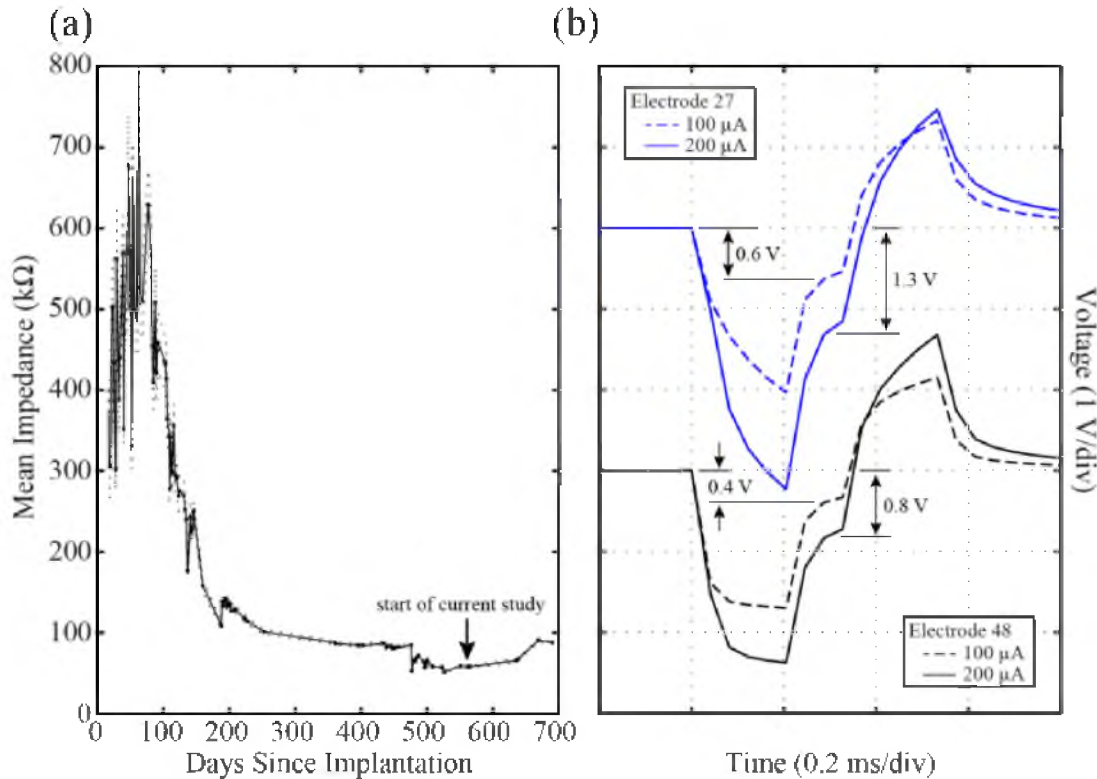 (a)
800
700
600
500
400
300
200
100
0
Mean Impedance (kΩ)
start of current study
0 100 200 300 400 500 600 700
Days Since Implantation
(b)
Electrode 27
100 µA
200 µA
0.6 V
1.3 V
0.4 V
0.8 V
Electrode 48
100 µA
200 µA
Voltage (1 V/div)
Time (0.2 ms/div)